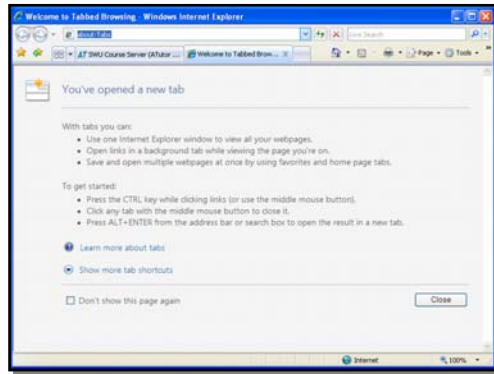 Welcome to Tabbed Browsing - Windows Internet Explorer
about:Tabs
Live Search
SWU Course Server (ATutor ...
Welcome to Tabbed Brow...
Page
Tools
You've opened a new tab
With tabs you can:
• Use one Internet Explorer window to view all your webpages.
• Open links in a background tab while viewing the page you're on.
• Save and open multiple webpages at once by using favorites and home page tabs.
To get started:
• Press the CTRL key while clicking links (or use the middle mouse button).
• Click any tab with the middle mouse button to close it.
• Press ALT+ENTER from the address bar or search box to open the result in a new tab.
Learn more about tabs
Show more tab shortcuts
Don't show this page again
Close
Internet
100%